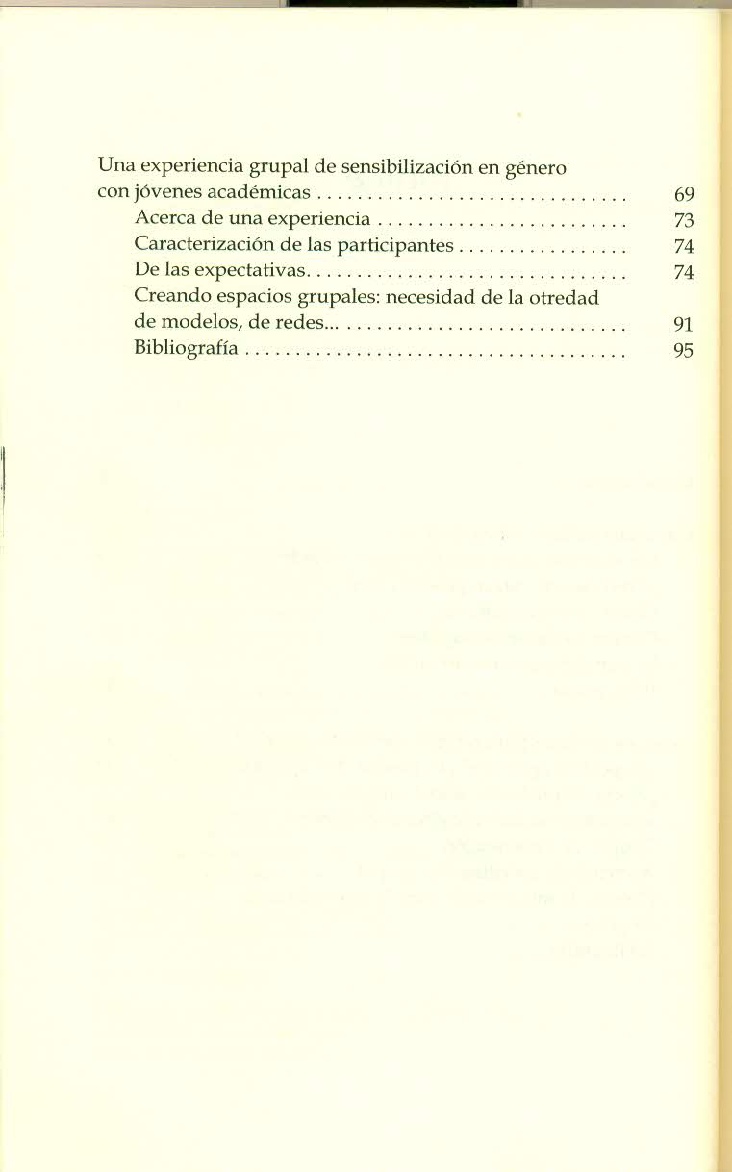 Una experiencia grupal de sensibilización en género
con jóvenes académicas . . . . . . . . . . . . . . . . . . . . . . . . . . . . . . . 69
Acerca de una experiencia . . . . . . . . . . . . . . . . . . . . . . . . . 73
Caracterización de las participantes . . . . . . . . . . . . . . . . . 74
De las expectativas. . . . . . . . . . . . . . . . . . . . . . . . . . . . . . . . 74
Creando espacios grupales: necesidad de la otredad
de modelos, de redes... . . . . . . . . . . . . . . . . . . . . . . . . . . . . 91
Bibliografía . . . . . . . . . . . . . . . . . . . . . . . . . . . . . . . . . . . . . . 95